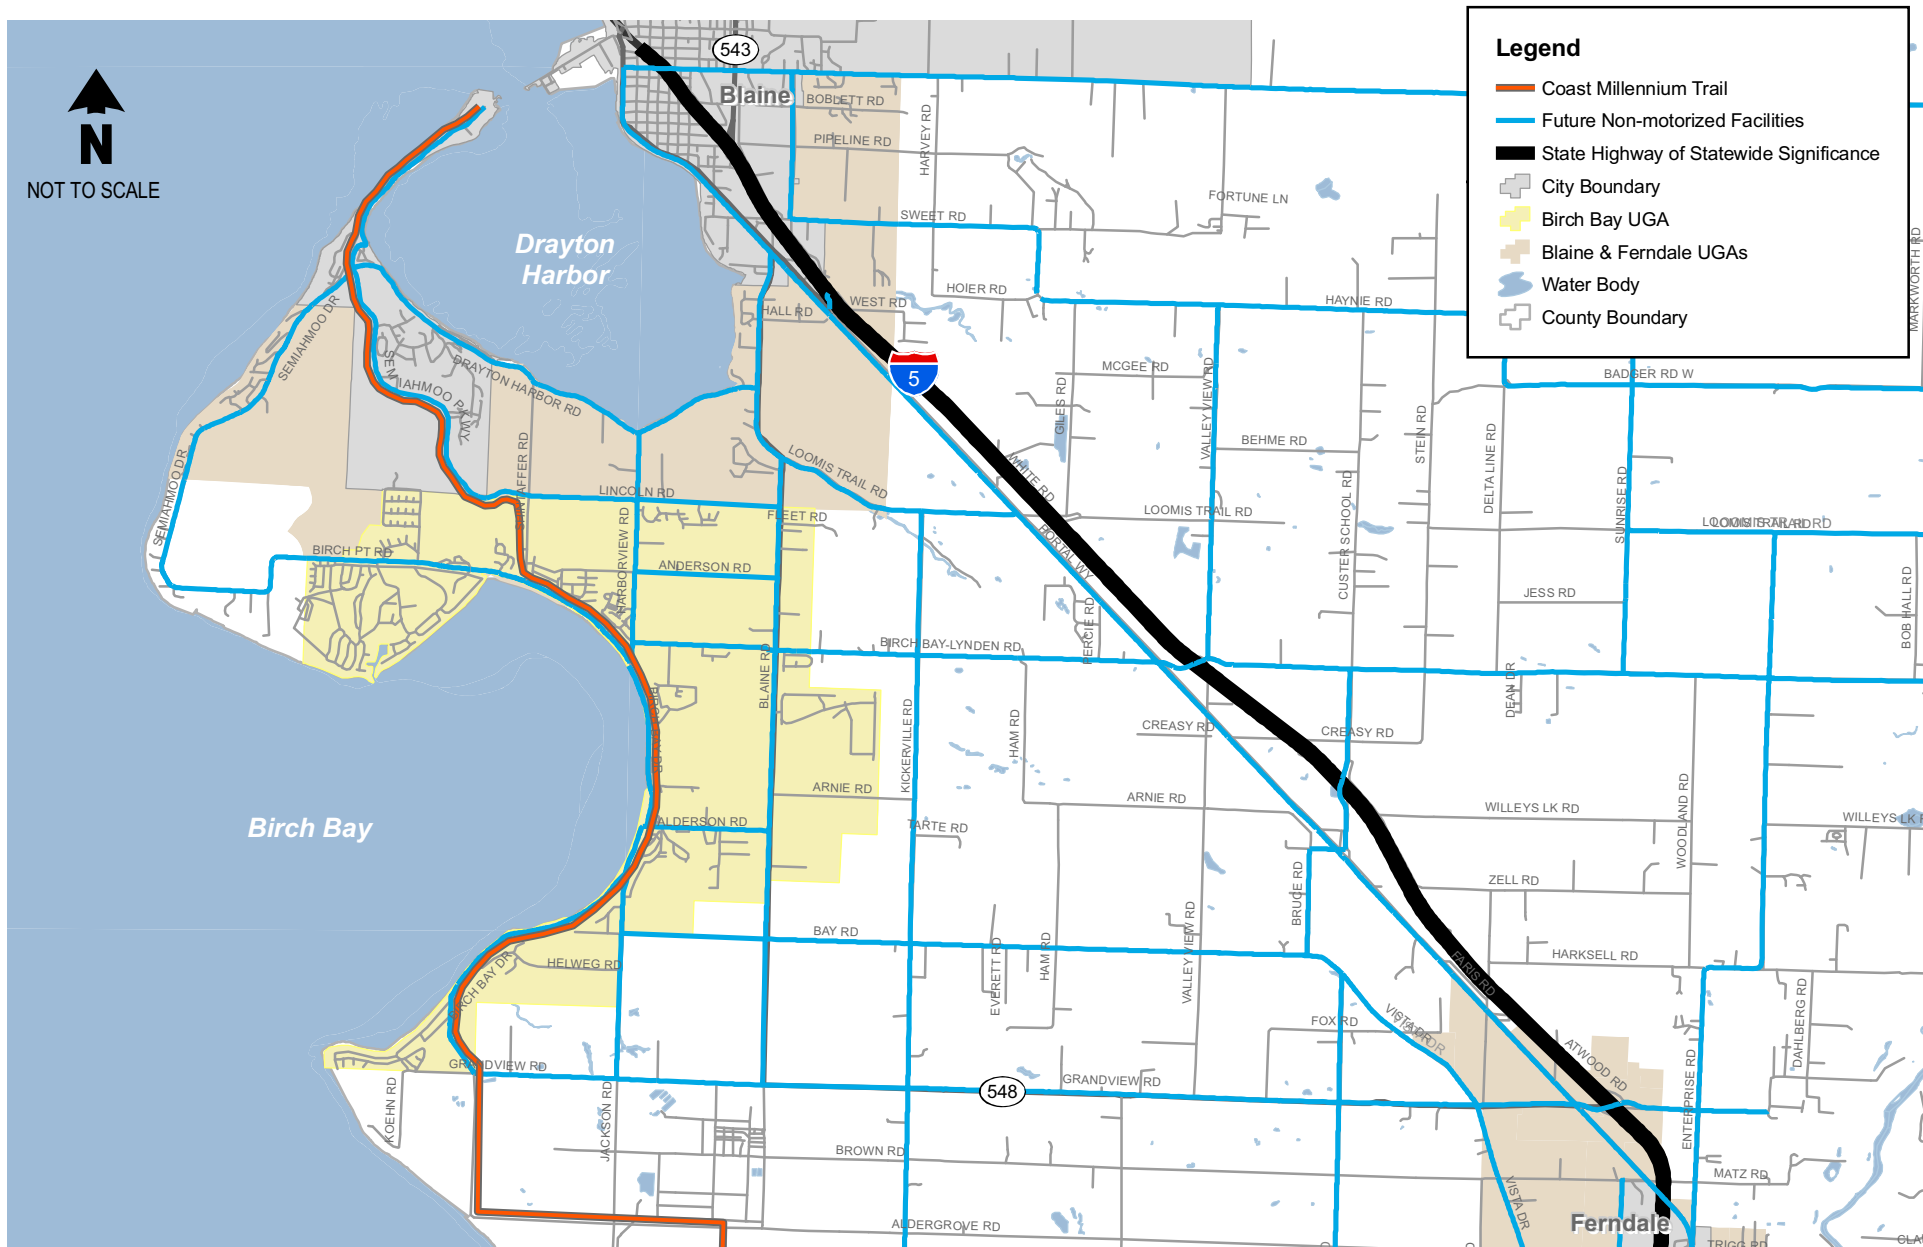 543
Blaine
BOBLETT RD
PIPELINE RD
HARVEY RD
N
NOT TO SCALE
Legend
Coast Millennium Trail
Future Non-motorized Facilities
State Highway of Statewide Significance
City Boundary
Birch Bay UGA
Blaine & Ferndale UGAs
Water Body
County Boundary
FORTUNE LN
SWEET RD
MARKWORTH RD
Drayton
Harbor
HOIER RD
WEST RD
HALL RD
HAYNIE RD
SEMIAHMOO DR
SEMIAHMOO PKWY
DRAYTON HARBOR RD
5
MCGEE RD
BADGER RD W
GILES RD
VALLEY VIEW RD
STEIN RD
BEHME RD
DELTA LINE RD
SUNRISE RD
SHINTAFFER RD
LOOMIS TRAIL RD
WHITE RD
CUSTER SCHOOL RD
SEMIAHMOO DR
LINCOLN RD
FLEET RD
LOOMIS TRAIL RD
LOOMIS TRAIL RD
PORTAL WY
BIRCH PT RD
HARBORVIEW RD
ANDERSON RD
JESS RD
BOB HALL RD
PERCIE RD
BIRCH BAY-LYNDEN RD
BLAINE RD
BIRCH BAY DR
DEAN DR
KICKERVILLE RD
HAM RD
CREASY RD
CREASY RD
ARNIE RD
ARNIE RD
WILLEYS LK RD
WILLEYS LK R
WOODLAND RD
Birch Bay
ALDERSON RD
TARTE RD
BRUCE RD
ZELL RD
BAY RD
EVERETT RD
HAM RD
VALLEY VIEW RD
HARKSELL RD
FARIS RD
HELWEG RD
BIRCH BAY DR
DAHLBERG RD
FOX RD
VISTA DR
ATWOOD RD
GRANDVIEW RD
GRANDVIEW RD
548
ENTERPRISE RD
KOEHN RD
JACKSON RD
BROWN RD
MATZ RD
VISTA DR
ALDERGROVE RD
Ferndale
TRIGG RD
CLA